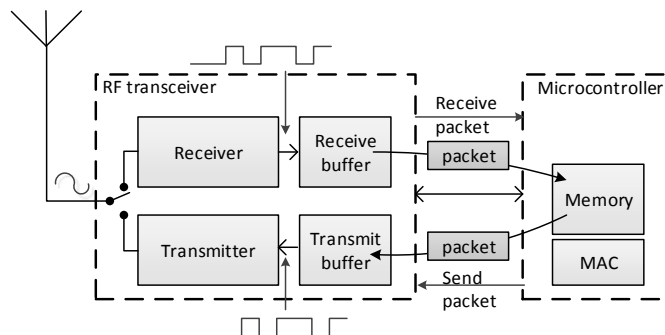 RF transceiver
Microcontroller
Receive
packet
Receiver
Receive
buffer
packet
Memory
Transmitter
Transmit
buffer
packet
MAC
Send
packet